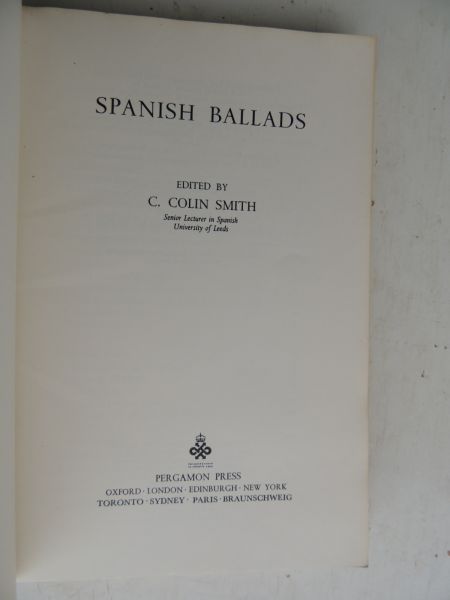 SPANISH BALLADS
EDITED BY
C. COLIN SMITH
Senior Lecturer in Spanish
University of Leeds
PERGAMON PRESS
OXFORD · LONDON · EDINBURGH · NEW YORK
TORONTO · SYDNEY · PARIS · BRAUNSCHWEIG